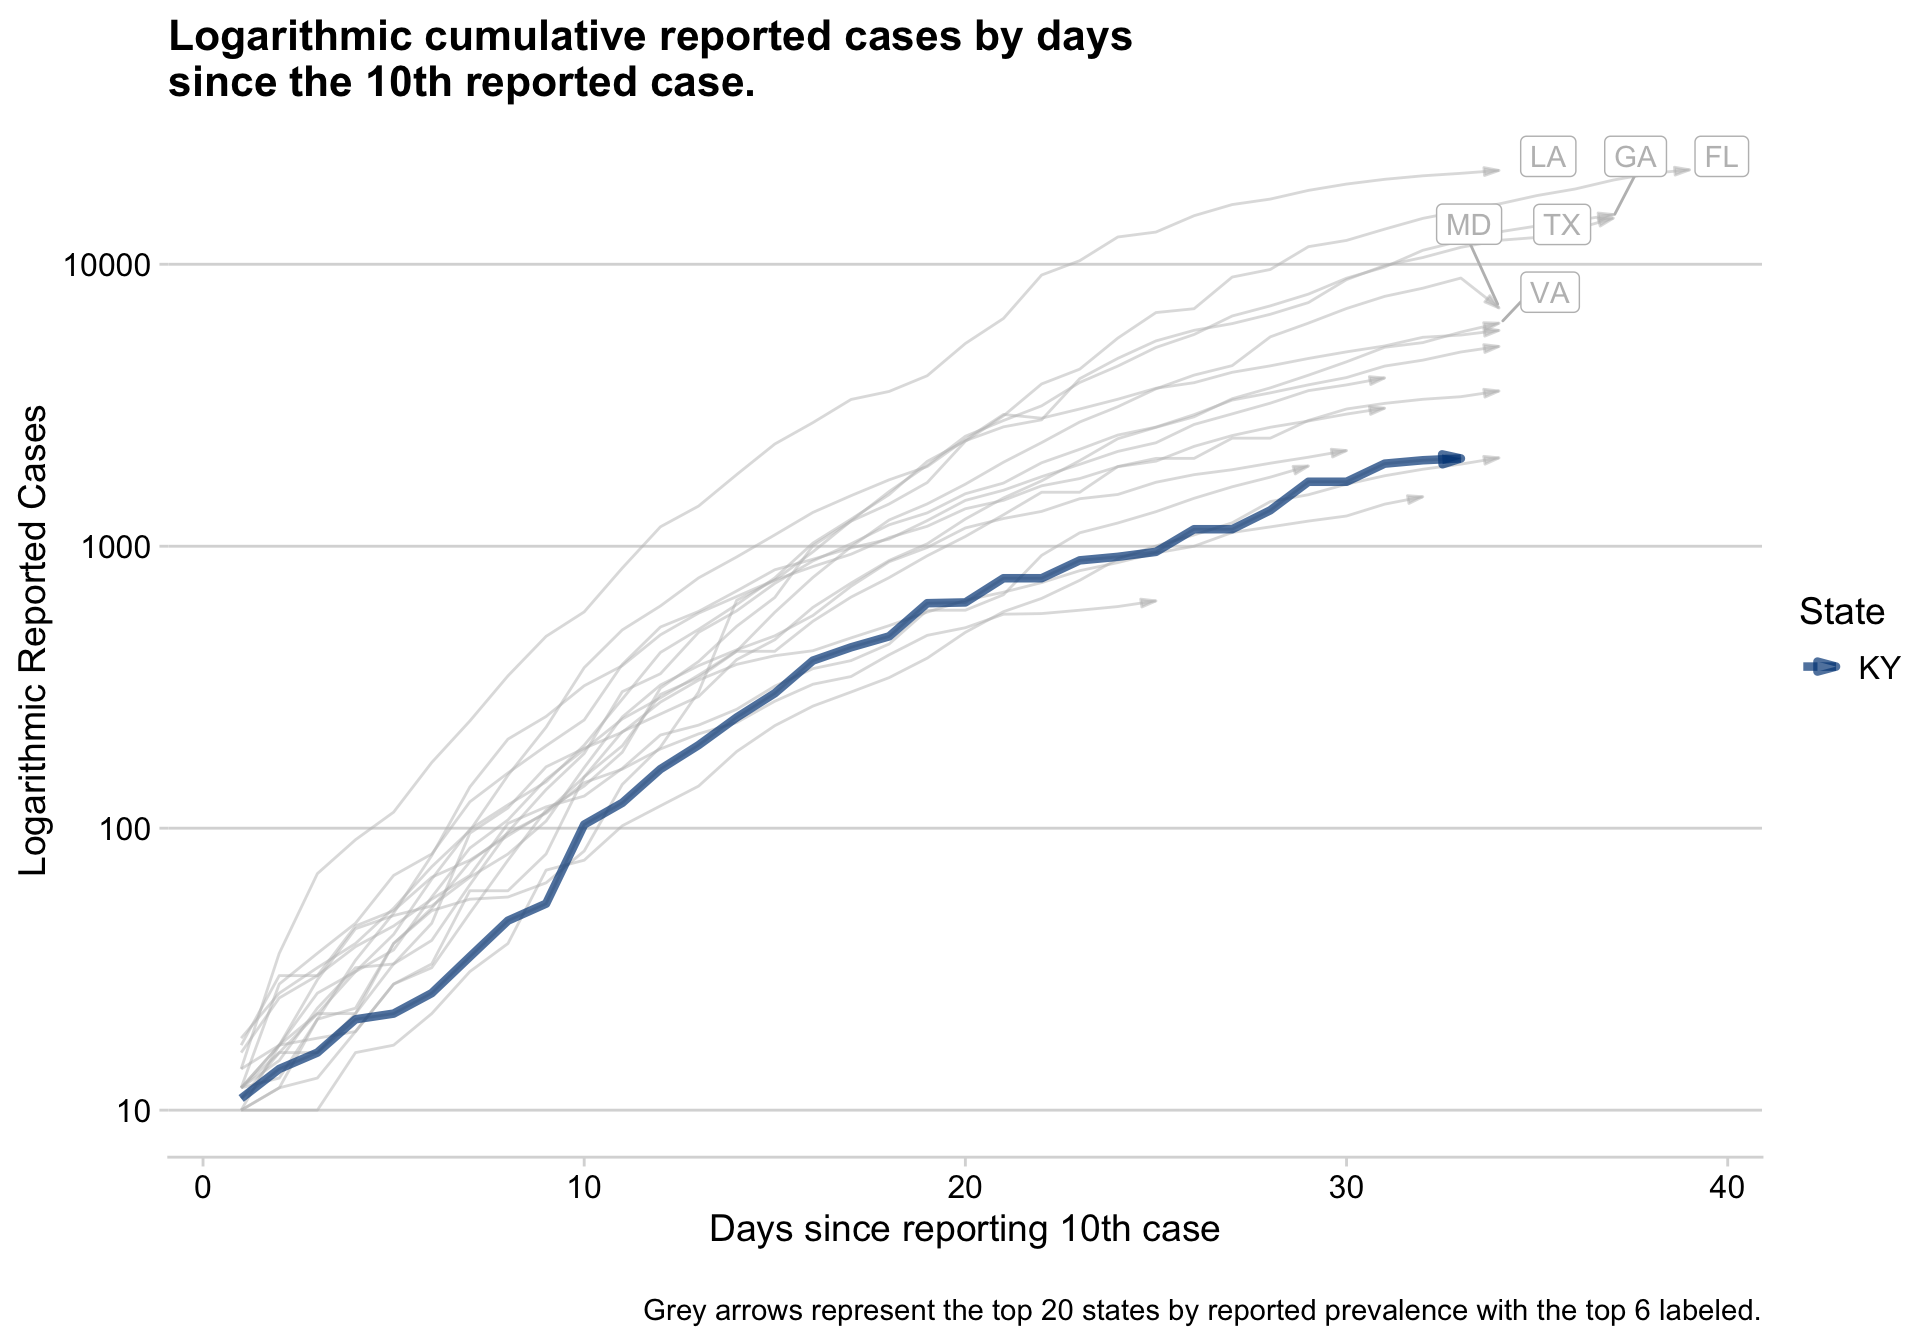 Logarithmic cumulative reported cases by days
since the 10th reported case.
LA
GA
FL
MD
TX
VA
10000
1000
100
10
Logarithmic Reported Cases
0
10
20
30
40
Days since reporting 10th case
State
KY
Grey arrows represent the top 20 states by reported prevalence with the top 6 labeled.